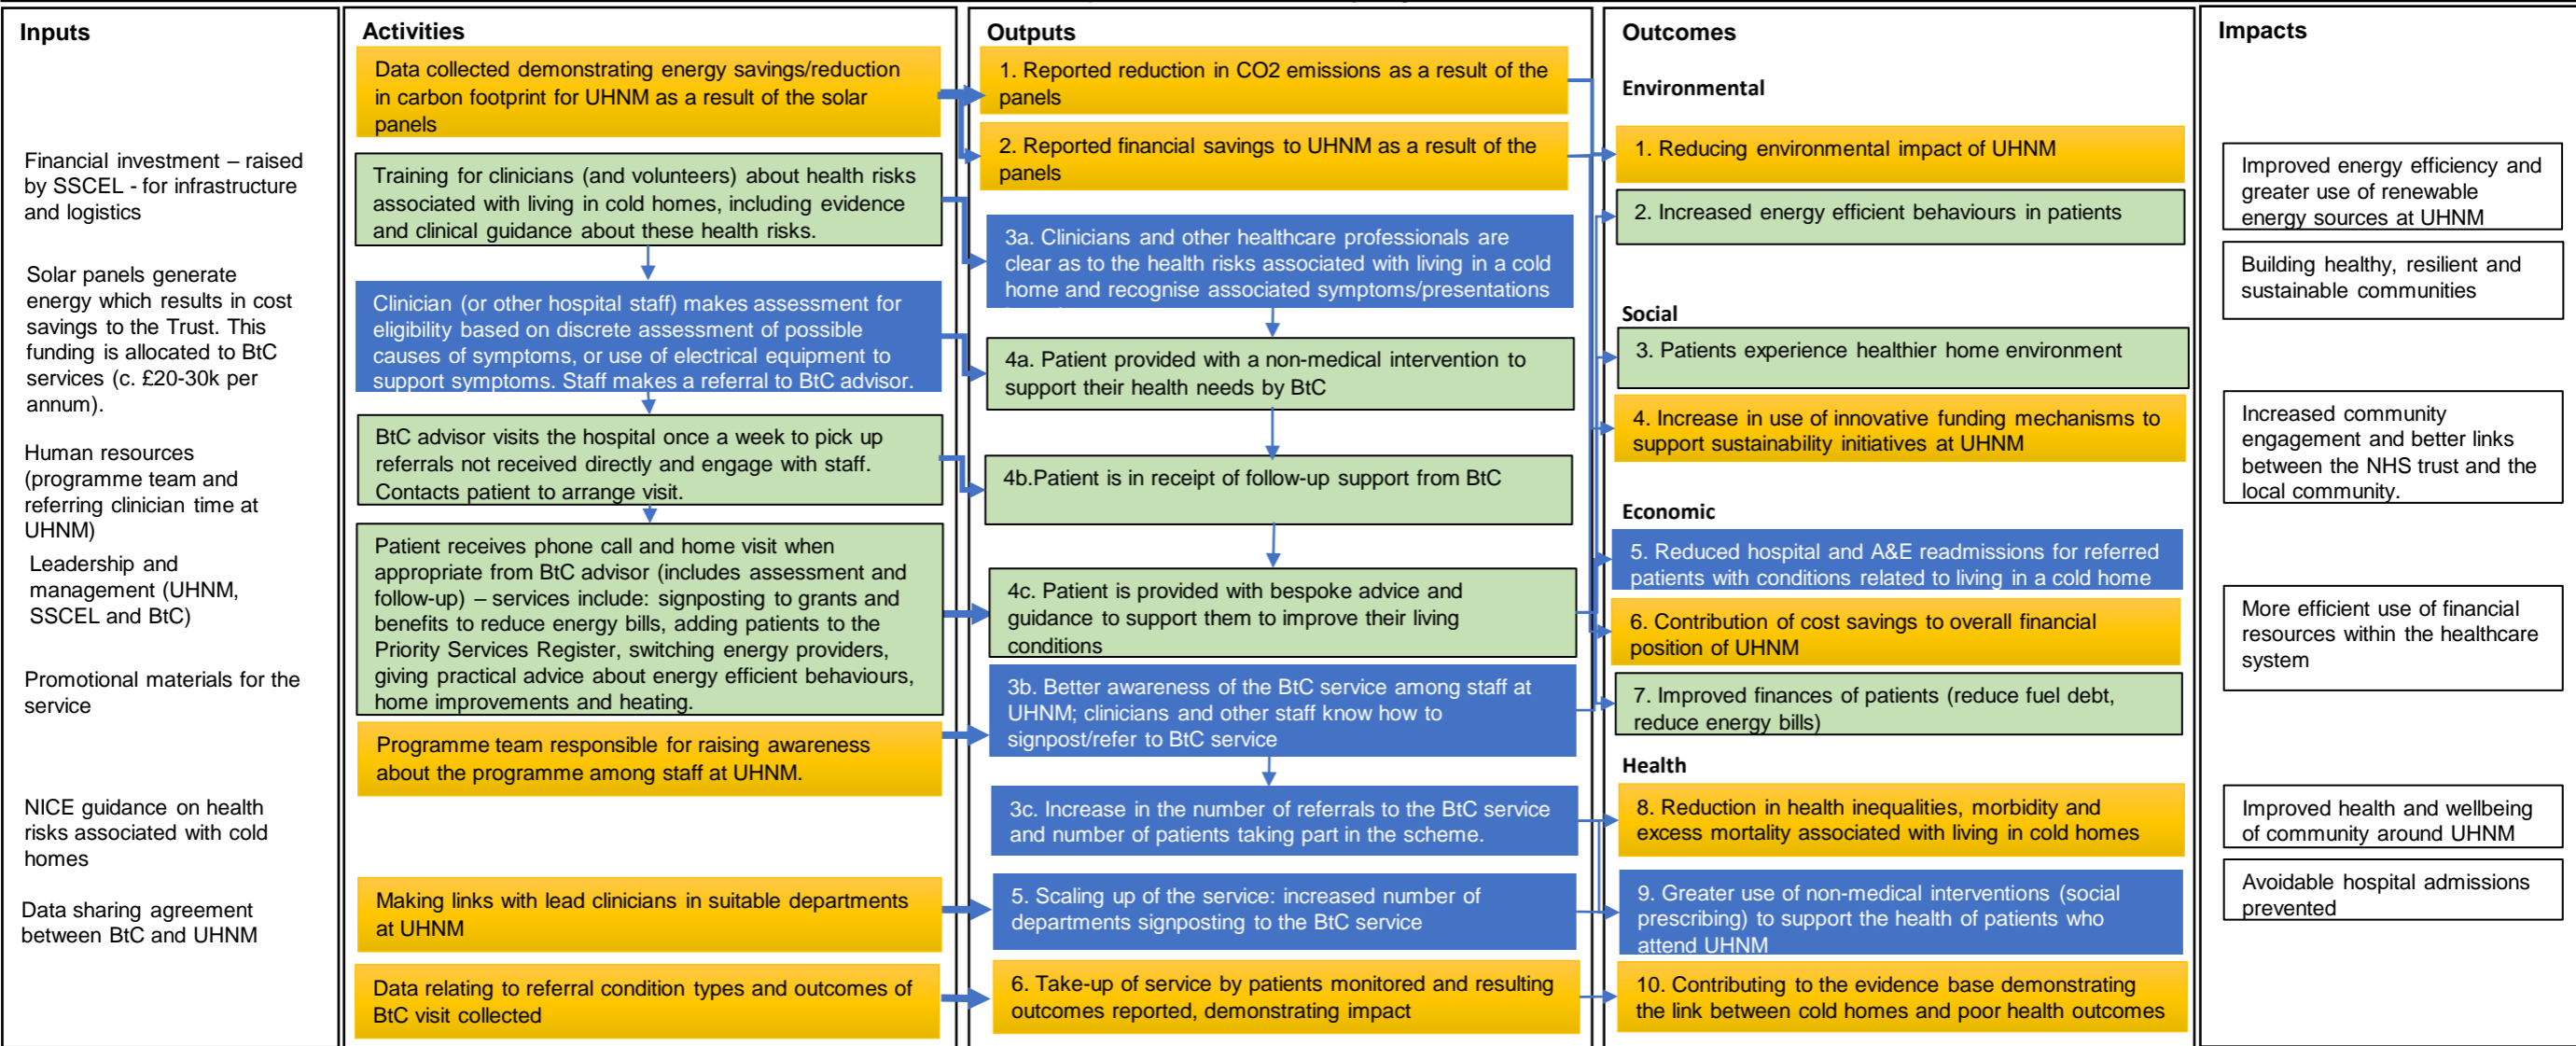 Inputs
Financial investment – raised
by SSCEL - for infrastructure
and logistics
Solar panels generate
energy which results in cost
savings to the Trust. This
funding is allocated to BtC
services (c. £20-30k per
annum).
Human resources
(programme team and
referring clinician time at
UHNM)
Leadership and
management (UHNM,
SSCEL and BtC)
Promotional materials for the
service
NICE guidance on health
risks associated with cold
homes
Data sharing agreement
between BtC and UHNM
Activities
Data collected demonstrating energy savings/reduction
in carbon footprint for UHNM as a result of the solar
panels
Training for clinicians (and volunteers) about health risks
associated with living in cold homes, including evidence
and clinical guidance about these health risks.
Clinician (or other hospital staff) makes assessment for
eligibility based on discrete assessment of possible
causes of symptoms, or use of electrical equipment to
support symptoms. Staff makes a referral to BtC advisor.
BtC advisor visits the hospital once a week to pick up
referrals not received directly and engage with staff.
Contacts patient to arrange visit.
Patient receives phone call and home visit when
appropriate from BtC advisor (includes assessment and
follow-up) – services include: signposting to grants and
benefits to reduce energy bills, adding patients to the
Priority Services Register, switching energy providers,
giving practical advice about energy efficient behaviours,
home improvements and heating.
Programme team responsible for raising awareness
about the programme among staff at UHNM.
Making links with lead clinicians in suitable departments
at UHNM
Data relating to referral condition types and outcomes of
BtC visit collected
Outputs
1. Reported reduction in CO2 emissions as a result of the
panels
2. Reported financial savings to UHNM as a result of the
panels
3a. Clinicians and other healthcare professionals are
clear as to the health risks associated with living in a cold
home and recognise associated symptoms/presentations
4a. Patient provided with a non-medical intervention to
support their health needs by BtC
4b.Patient is in receipt of follow-up support from BtC
4c. Patient is provided with bespoke advice and
guidance to support them to improve their living
conditions
3b. Better awareness of the BtC service among staff at
UHNM; clinicians and other staff know how to
signpost/refer to BtC service
3c. Increase in the number of referrals to the BtC service
and number of patients taking part in the scheme.
5. Scaling up of the service: increased number of
departments signposting to the BtC service
6. Take-up of service by patients monitored and resulting
outcomes reported, demonstrating impact
Outcomes
Environmental
1. Reducing environmental impact of UHNM
2. Increased energy efficient behaviours in patients
Social
3. Patients experience healthier home environment
4. Increase in use of innovative funding mechanisms to
support sustainability initiatives at UHNM
Economic
5. Reduced hospital and A&E readmissions for referred
patients with conditions related to living in a cold home
6. Contribution of cost savings to overall financial
position of UHNM
7. Improved finances of patients (reduce fuel debt,
reduce energy bills)
Health
8. Reduction in health inequalities, morbidity and
excess mortality associated with living in cold homes
9. Greater use of non-medical interventions (social
prescribing) to support the health of patients who
attend UHNM
10. Contributing to the evidence base demonstrating
the link between cold homes and poor health outcomes
Impacts
Improved energy efficiency and
greater use of renewable
energy sources at UHNM
Building healthy, resilient and
sustainable communities
Increased community
engagement and better links
between the NHS trust and the
local community.
More efficient use of financial
resources within the healthcare
system
Improved health and wellbeing
of community around UHNM
Avoidable hospital admissions
prevented